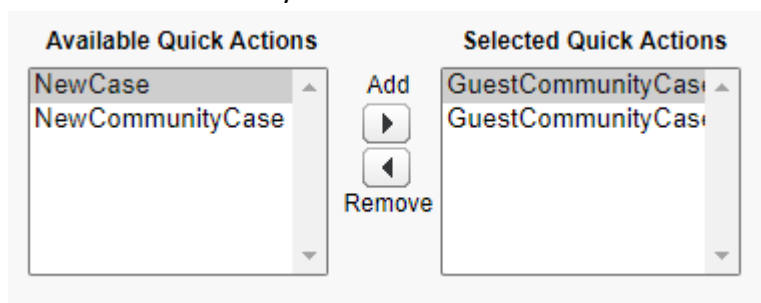 Available Quick Actions
Selected Quick Actions
NewCase
NewCommunityCase
Add
Remove
GuestCommunityCas
GuestCommunityCas